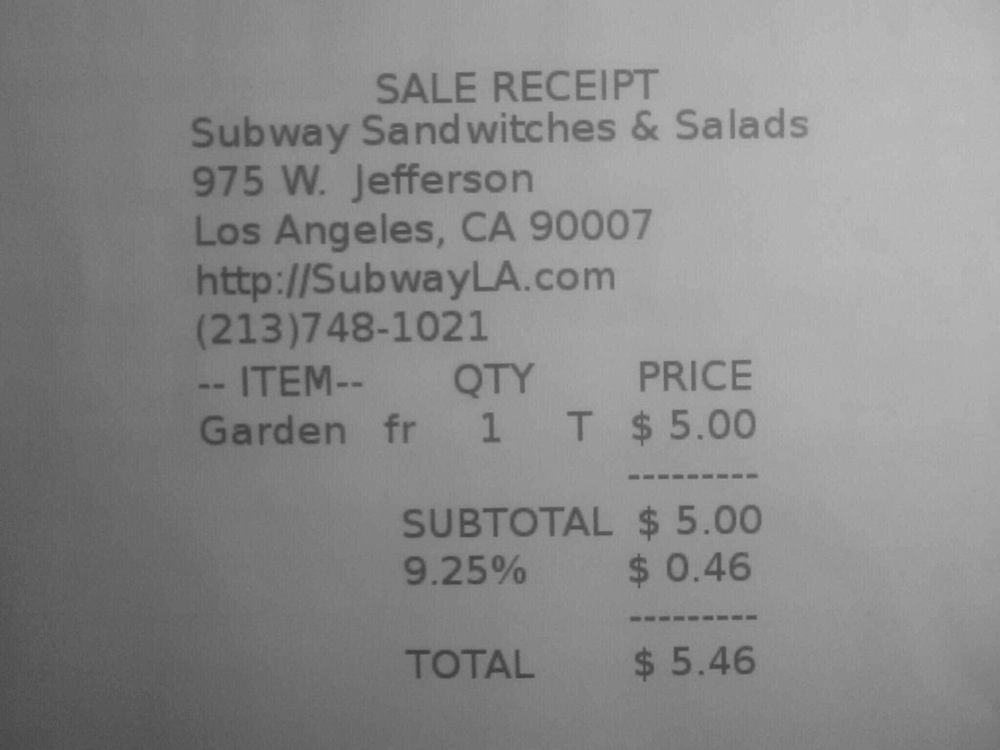 SALE RECEIPT
Subway Sandwitches & Salads
975 W.  Jefferson
Los Angeles, CA 90007
http://SubwayLA.com
(213)748-1021
-- ITEM-- QTY PRICE
Garden fr 1 T $ 5.00
---------
SUBTOTAL $ 5.00
9.25% $ 0.46
---------
TOTAL $ 5.46